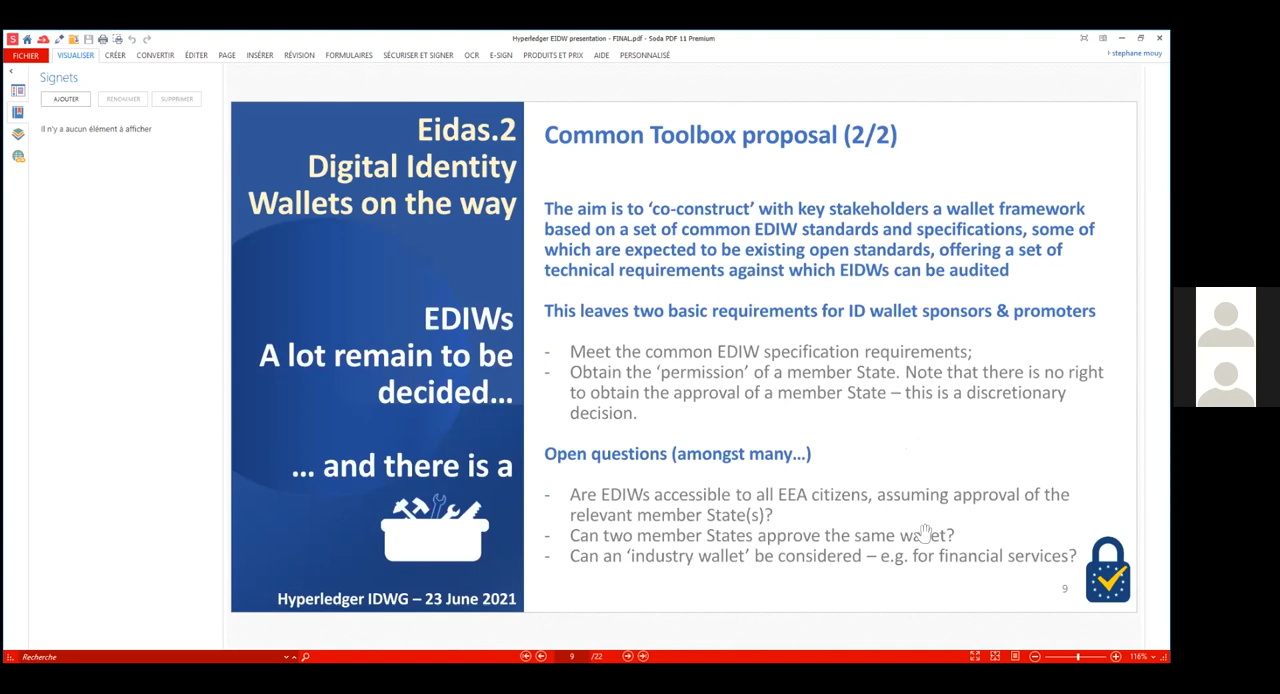 Hyperledger EIDW presentation - FINAL.pdf - Soda PDF 11 Premium
FICHIER VISUALISER CRÉER CONVERTIR ÉDITER PAGE INSÉRER RÉVISION FORMULAIRES SÉCURISER ET SIGNER OCR E-SIGN PRODUITS ET PRIX AIDE PERSONNALISÉ stephane mouy
Signets
AJOUTER RENOMMER SUPPRIMER
Il n'y a aucun élément à afficher
Eidas.2
Digital Identity
Wallets on the way
EDIWs
A lot remain to be
decided...
... and there is a
Hyperledger IDWG – 23 June 2021
Common Toolbox proposal (2/2)
The aim is to ‘co-construct’ with key stakeholders a wallet framework
based on a set of common EDIW standards and specifications, some of
which are expected to be existing open standards, offering a set of
technical requirements against which EIDWs can be audited
This leaves two basic requirements for ID wallet sponsors & promoters
- Meet the common EDIW specification requirements;
- Obtain the ‘permission’ of a member State. Note that there is no right
to obtain the approval of a member State – this is a discretionary
decision.
Open questions (amongst many…)
- Are EDIWs accessible to all EEA citizens, assuming approval of the
relevant member State(s)?
- Can two member States approve the same wallet?
- Can an ‘industry wallet’ be considered – e.g. for financial services?
9
Recherche 9 /22 116%